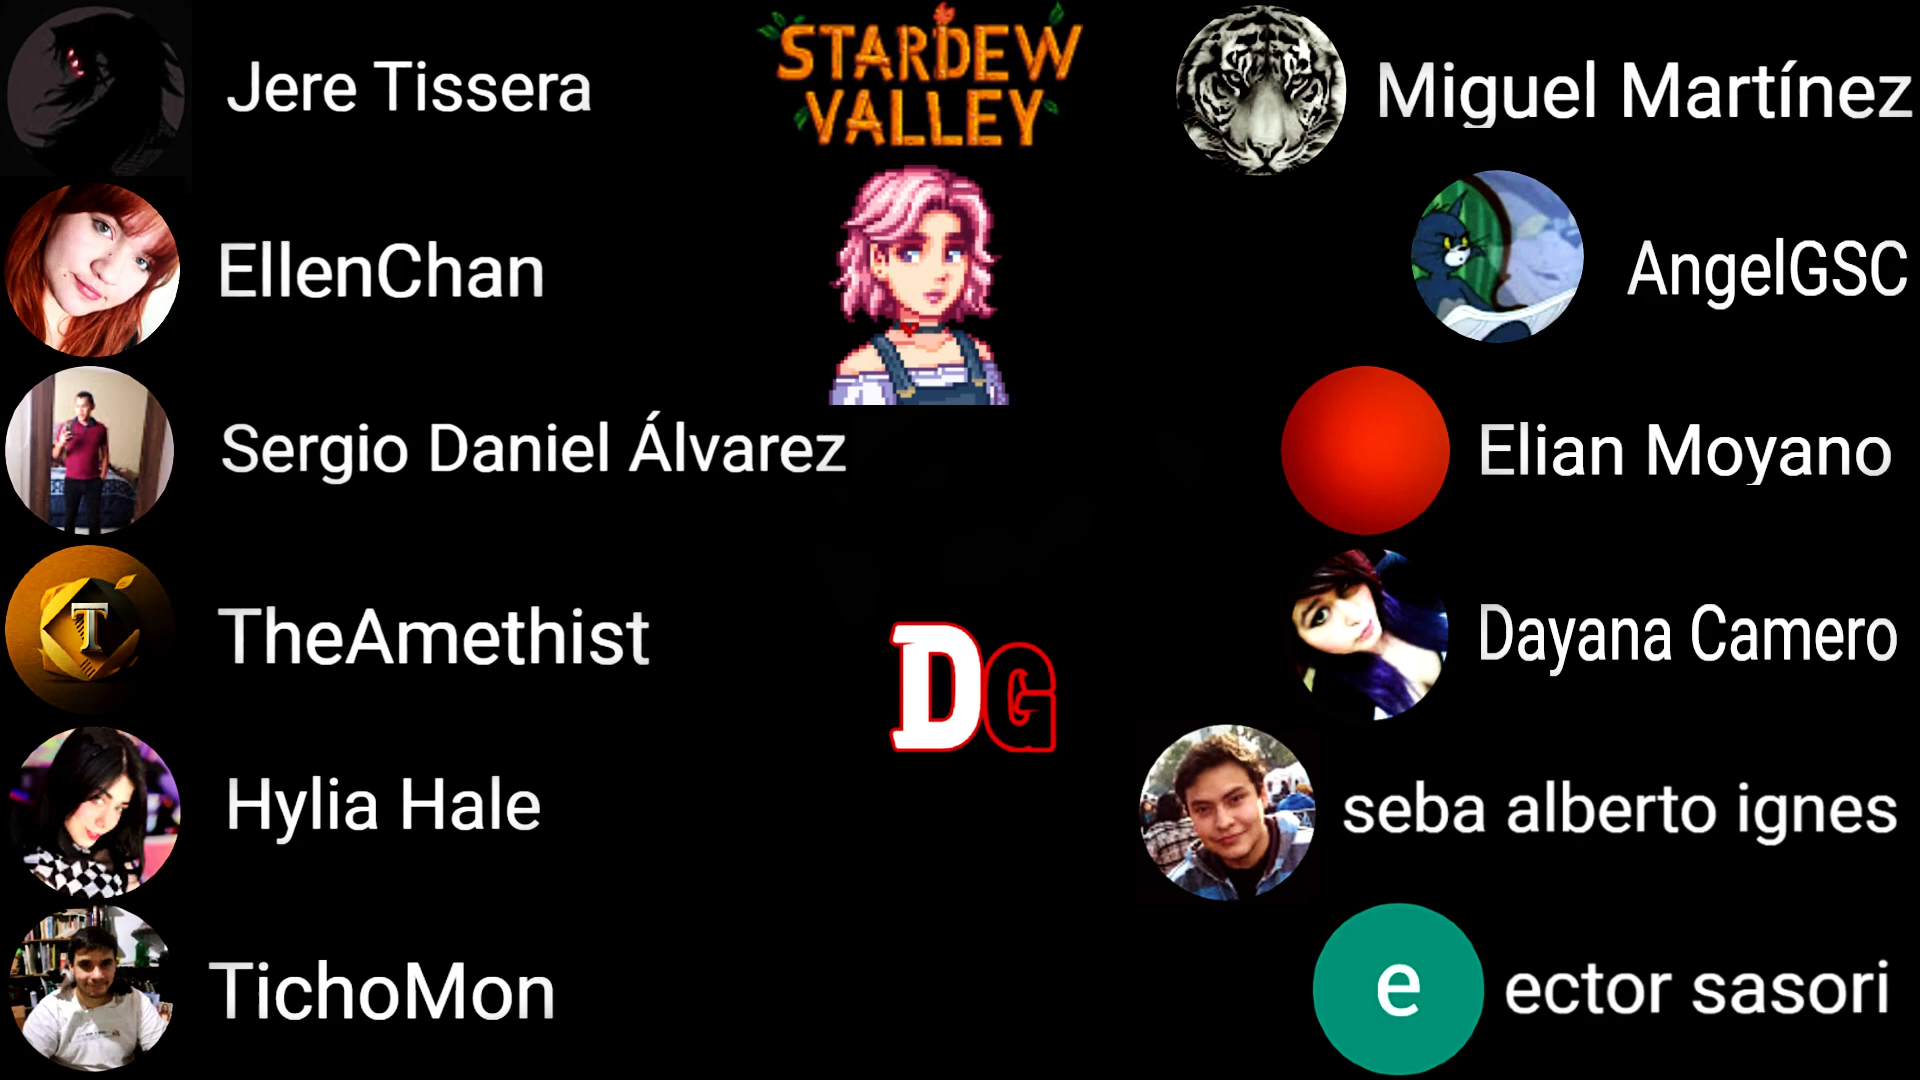 Jere Tissera
STARDEW
VALLEY
Miguel Martínez
EllenChan
AngelGSC
Sergio Daniel Álvarez
Elian Moyano
T
TheAmethist
DG
Dayana Camero
Hylia Hale
seba alberto ignes
TichoMon
e
ector sasori